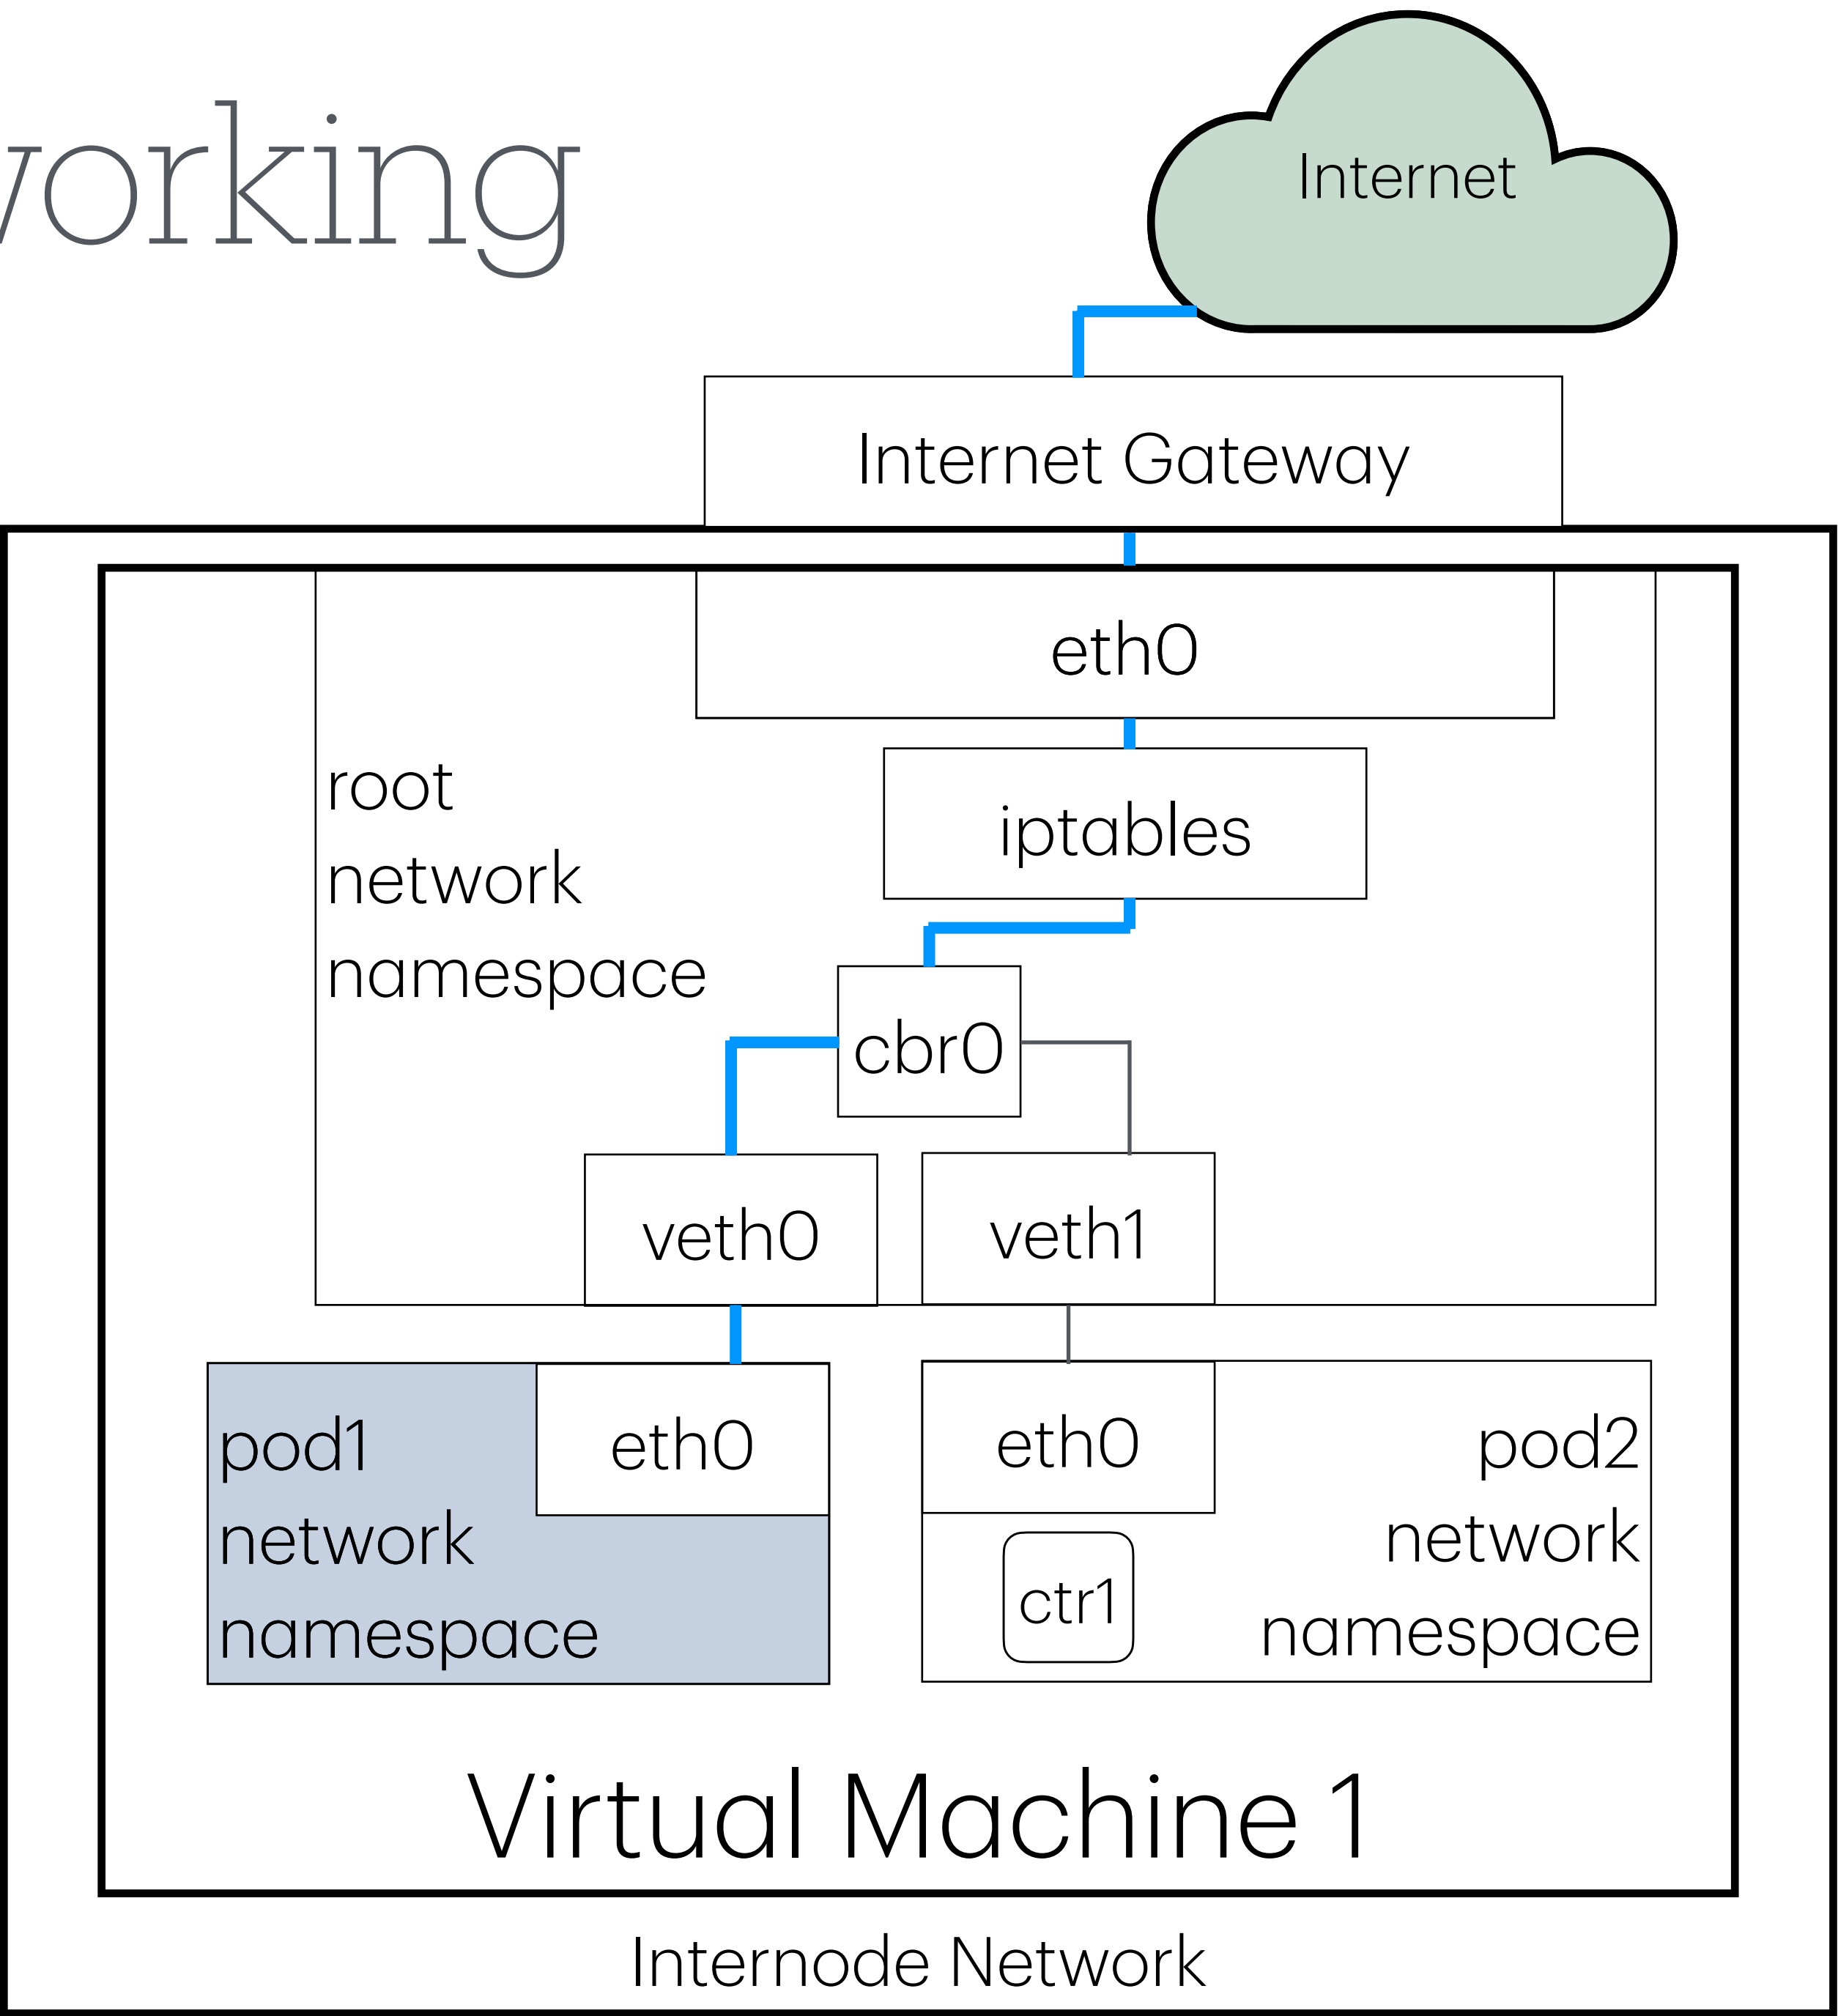 working
Internet
Internet Gateway
eth0
root
network
namespace
iptables
cbr0
veth0
veth1
pod1
network
namespace
eth0
eth0
ctr1
pod2
network
namespace
Virtual Machine 1
Internode Network